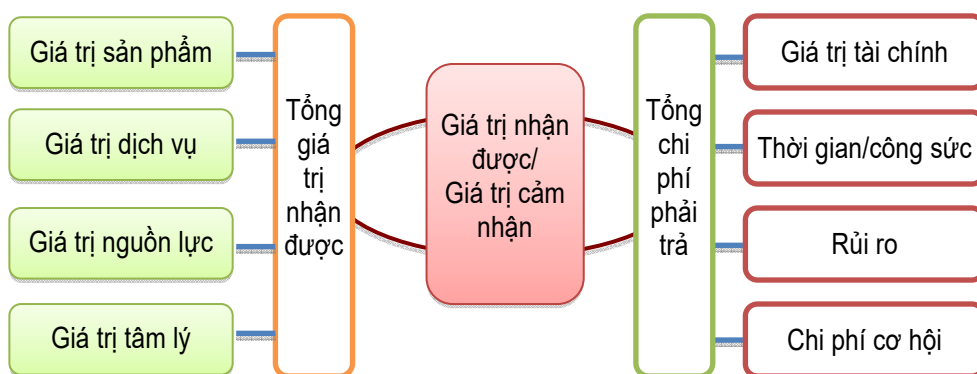 Giá trị sản phẩm
Giá trị dịch vụ
Giá trị nguồn lực
Giá trị tâm lý
Tổng
giá
trị
nhận
được
Giá trị nhận
được/
Giá trị cảm
nhận
Tổng
chi
phí
phải
trả
Giá trị tài chính
Thời gian/công sức
Rủi ro
Chi phí cơ hội